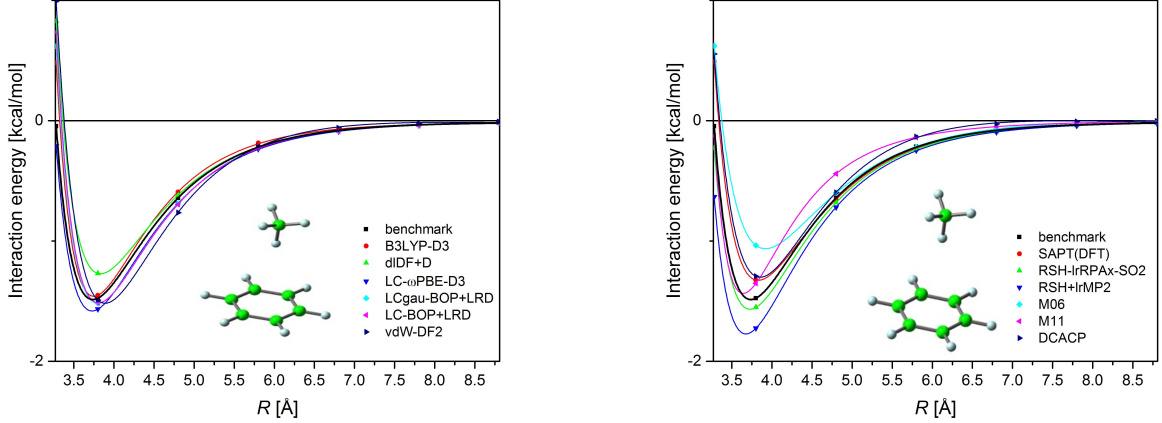 Interaction energy [kcal/mol]
0
-2
benchmark
B3LYP-D3
dlDF+D
LC-ωPBE-D3
LCgau-BOP+LRD
LC-BOP+LRD
vdW-DF2
3.5 4.0 4.5 5.0 5.5 6.0 6.5 7.0 7.5 8.0 8.5
R [Å]
Interaction energy [kcal/mol]
0
-2
benchmark
SAPT(DFT)
RSH-lrRPAx-SO2
RSH+lrMP2
M06
M11
DCACP
3.5 4.0 4.5 5.0 5.5 6.0 6.5 7.0 7.5 8.0 8.5
R [Å]